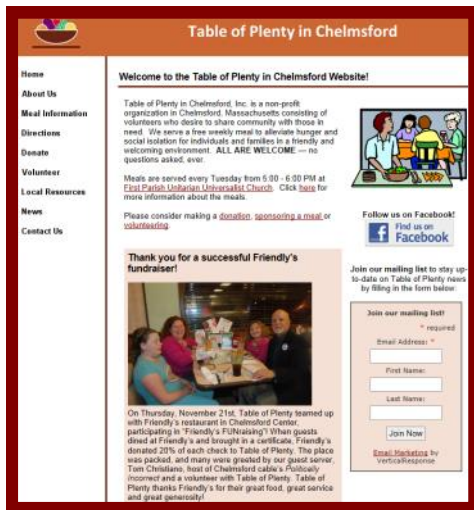 Table of Plenty in Chelmsford
Home
About Us
Meal Information
Directions
Donate
Volunteer
Local Resources
News
Contact Us
Welcome to the Table of Plenty in Chelmsford Website!
Table of Plenty in Chelmsford, Inc. is a non-profit
organization in Chelmsford, Massachusetts consisting of
volunteers who desire to share community with those in
need. We serve a free weekly meal to alleviate hunger and
social isolation for individuals and families in a friendly and
welcoming environment. ALL ARE WELCOME — no
questions asked, ever.
Meals are served every Tuesday from 5:00 - 6:00 PM at
First Parish Unitarian Universalist Church. Click here for
more information about the meals.
Please consider making a donation, sponsoring a meal or
volunteering.
Thank you for a successful Friendly's
fundraiser!
On Thursday, November 21st, Table of Plenty teamed up
with Friendly's restaurant in Chelmsford Center,
participating in "Friendly's FUNraising"! When guests
dined at Friendly's and brought in a certificate, Friendly's
donated 20% of each check to Table of Plenty. The place
was packed, and many were greeted by our guest server,
Tom Christiano, host of Chelmsford cable's Politically
Incorrect and a volunteer with Table of Plenty. Table of
Plenty thanks Friendly's for their great food, great service
and great generosity!
Follow us on Facebook!
Find us on
Facebook
Join our mailing list to stay up-
to-date on Table of Plenty news
by filling in the form below:
Join our mailing list!
* required
Email Address: *
First Name:
Last Name:
Join Now
Email Marketing by
VerticalResponse